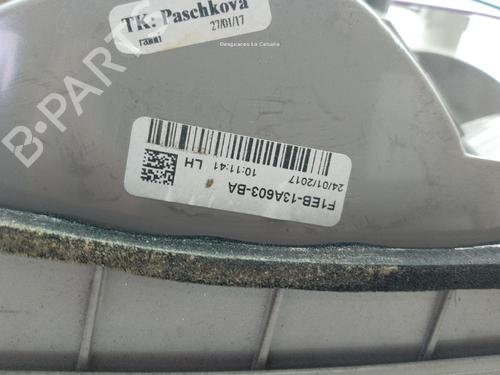 TK: Paschkova
ranní
27/01/17
Desguaces La Cabaña
B-PARTS
10:11:41 LH
24/01/2017
F1EB-13A603-BA